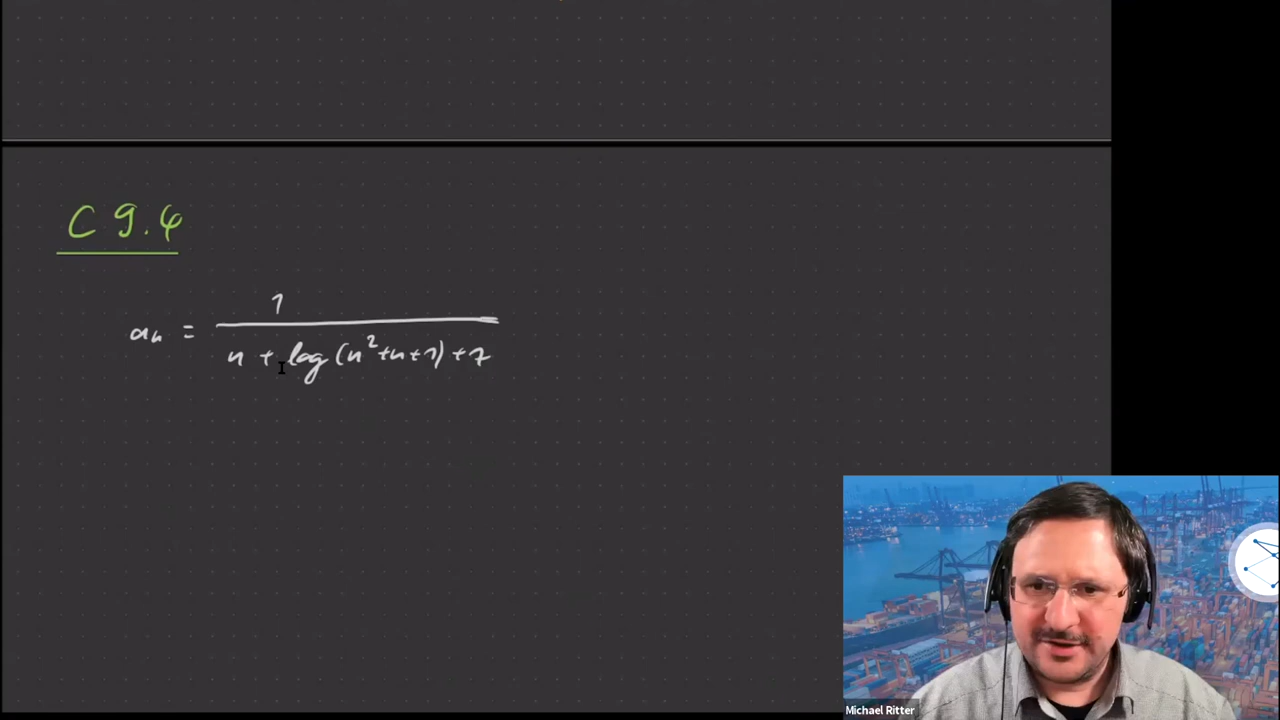 C 9.4
1
aₙ =
n + log (n² + n + 1) + 7
Michael Ritter